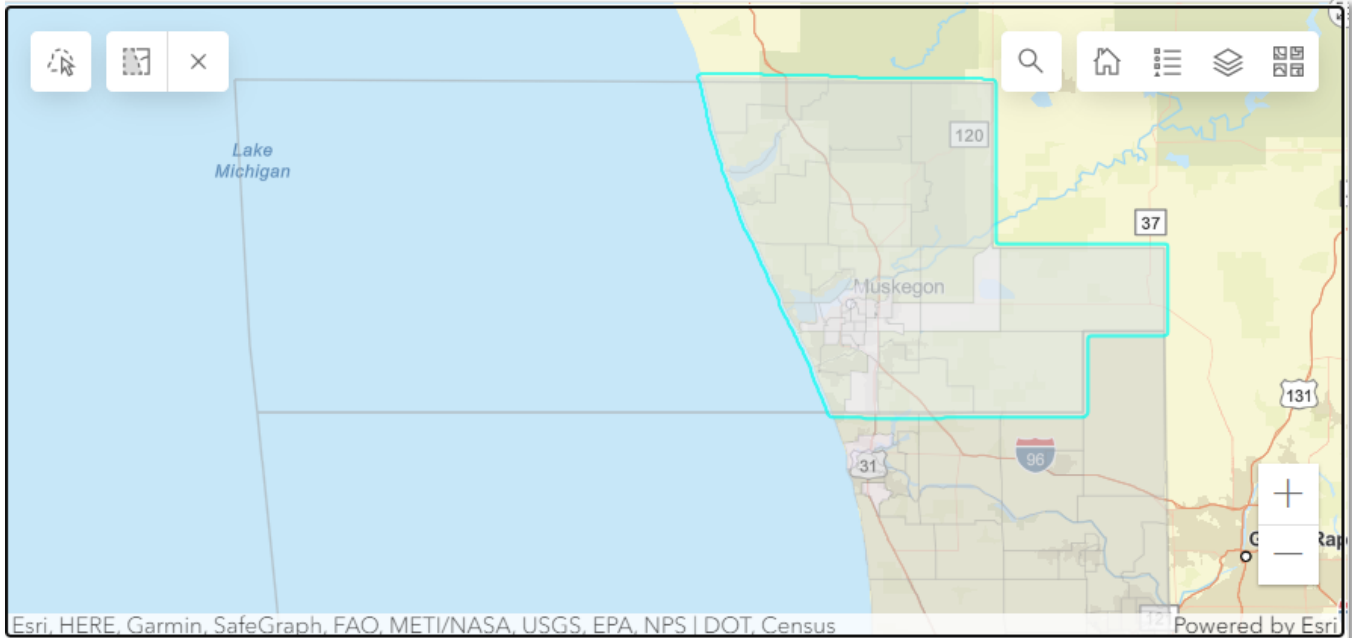 Lake
Michigan
120
37
Muskegon
131
96
31
121
Esri, HERE, Garmin, SafeGraph, FAO, METI/NASA, USGS, EPA, NPS | DOT, Census
Powered by Esri